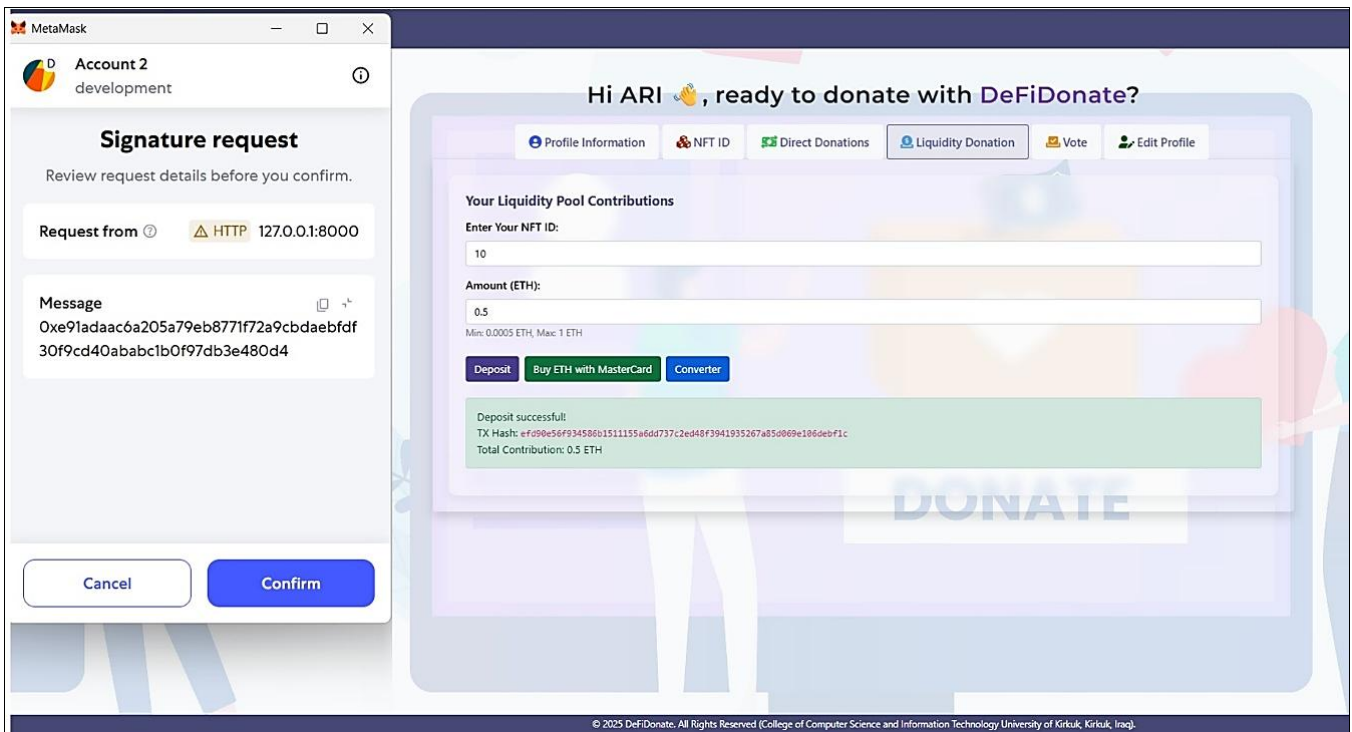 MetaMask
D
Account 2
development
Signature request
Review request details before you confirm.
Request from
HTTP 127.0.0.1:8000
Message
0xe91adaac6a205a79eb8771f72a9cbdaebfdf
30f9cd40ababc1b0f97db3e480d4
Cancel
Confirm
Hi ARI 👋, ready to donate with DeFiDonate?
Profile Information
NFT ID
Direct Donations
Liquidity Donation
Vote
Edit Profile
Your Liquidity Pool Contributions
Enter Your NFT ID:
10
Amount (ETH):
0.5
Min: 0.0005 ETH, Max: 1 ETH
Deposit
Buy ETH with MasterCard
Converter
Deposit successful!
TX Hash: efd90e56f934586b1511155a6dd737c2ed48f3941935267a85d069e106debf1c
Total Contribution: 0.5 ETH
DONATE
© 2025 DeFiDonate. All Rights Reserved (College of Computer Science and Information Technology University of Kirkuk, Kirkuk, Iraq).